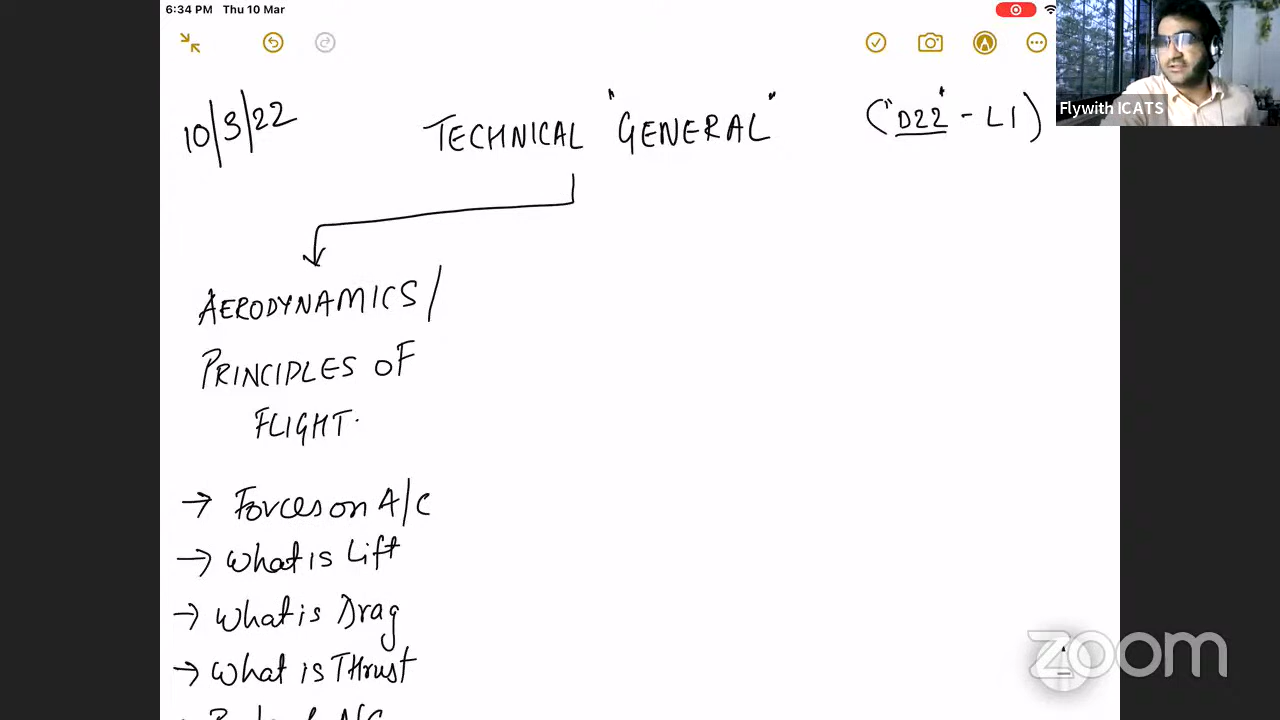 6:34 PM Thu 10 Mar
Flywith ICATS
10/3/22 TECHNICAL "GENERAL" ("D22" - L1)
AERODYNAMICS/
PRINCIPLES OF
FLIGHT.
→ Forces on A/C
→ What is Lift
→ What is Drag
→ What is Thrust
zoom